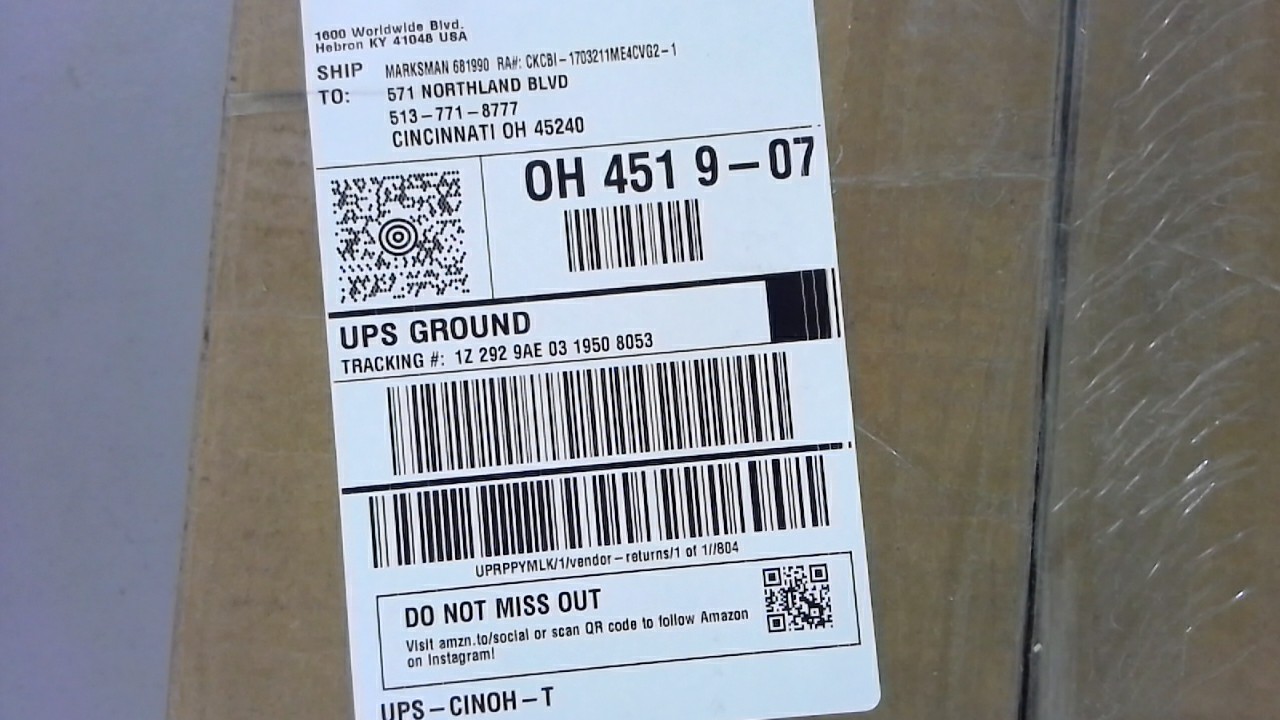 1600 Worldwide Blvd.
Hebron KY 41048 USA
SHIP TO: MARKSMAN 681990 RA#: CKCBI-1703211ME4CVG2-1
571 NORTHLAND BLVD
513-771-8777
CINCINNATI OH 45240
OH 451 9-07
UPS GROUND
TRACKING #: 1Z 292 9AE 03 1950 8053
UPRPPYMLK/1/vendor-returns/1 of 1//804
DO NOT MISS OUT
Visit amzn.to/social or scan QR code to follow Amazon
on Instagram!
UPS-CINOH-T